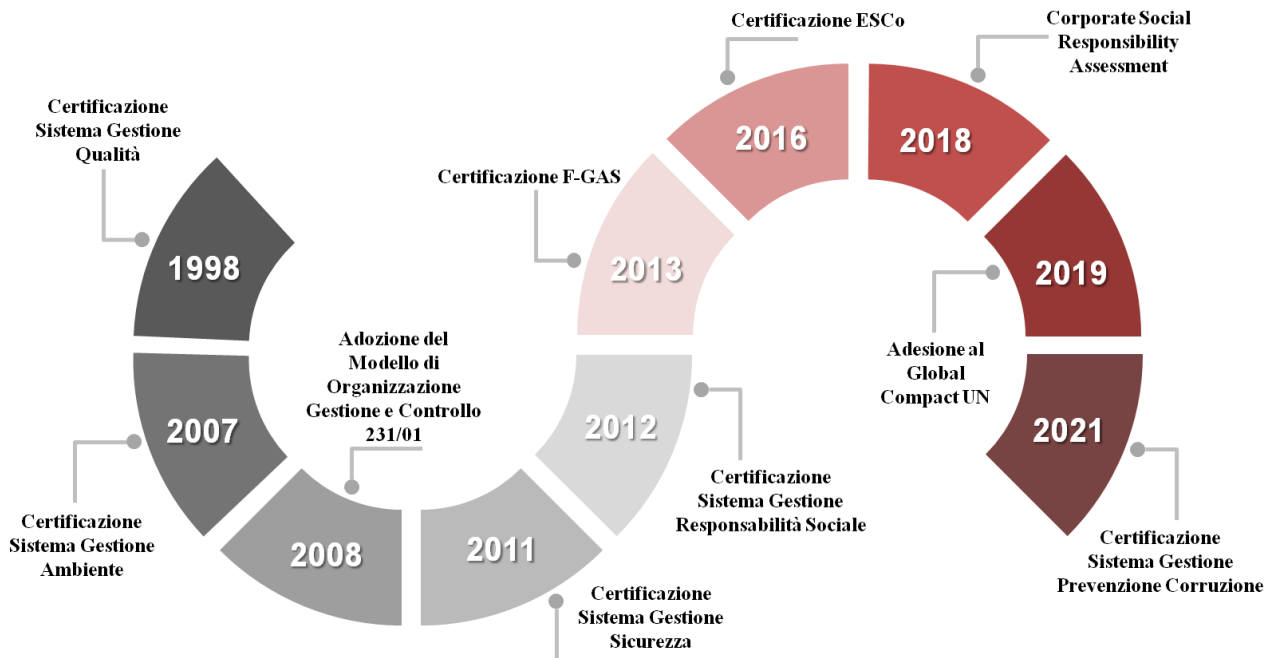 Certificazione
Sistema Gestione
Qualità
1998
2007
Certificazione
Sistema Gestione
Ambiente
Adozione del
Modello di
Organizzazione
Gestione e Controllo
231/01
2008
2011
Certificazione
Sistema Gestione
Sicurezza
2012
Certificazione
Sistema Gestione
Responsabilità Sociale
Certificazione F-GAS
2013
Certificazione ESCo
2016
Corporate Social
Responsibility
Assessment
2018
2019
Adesione al
Global
Compact UN
2021
Certificazione
Sistema Gestione
Prevenzione Corruzione